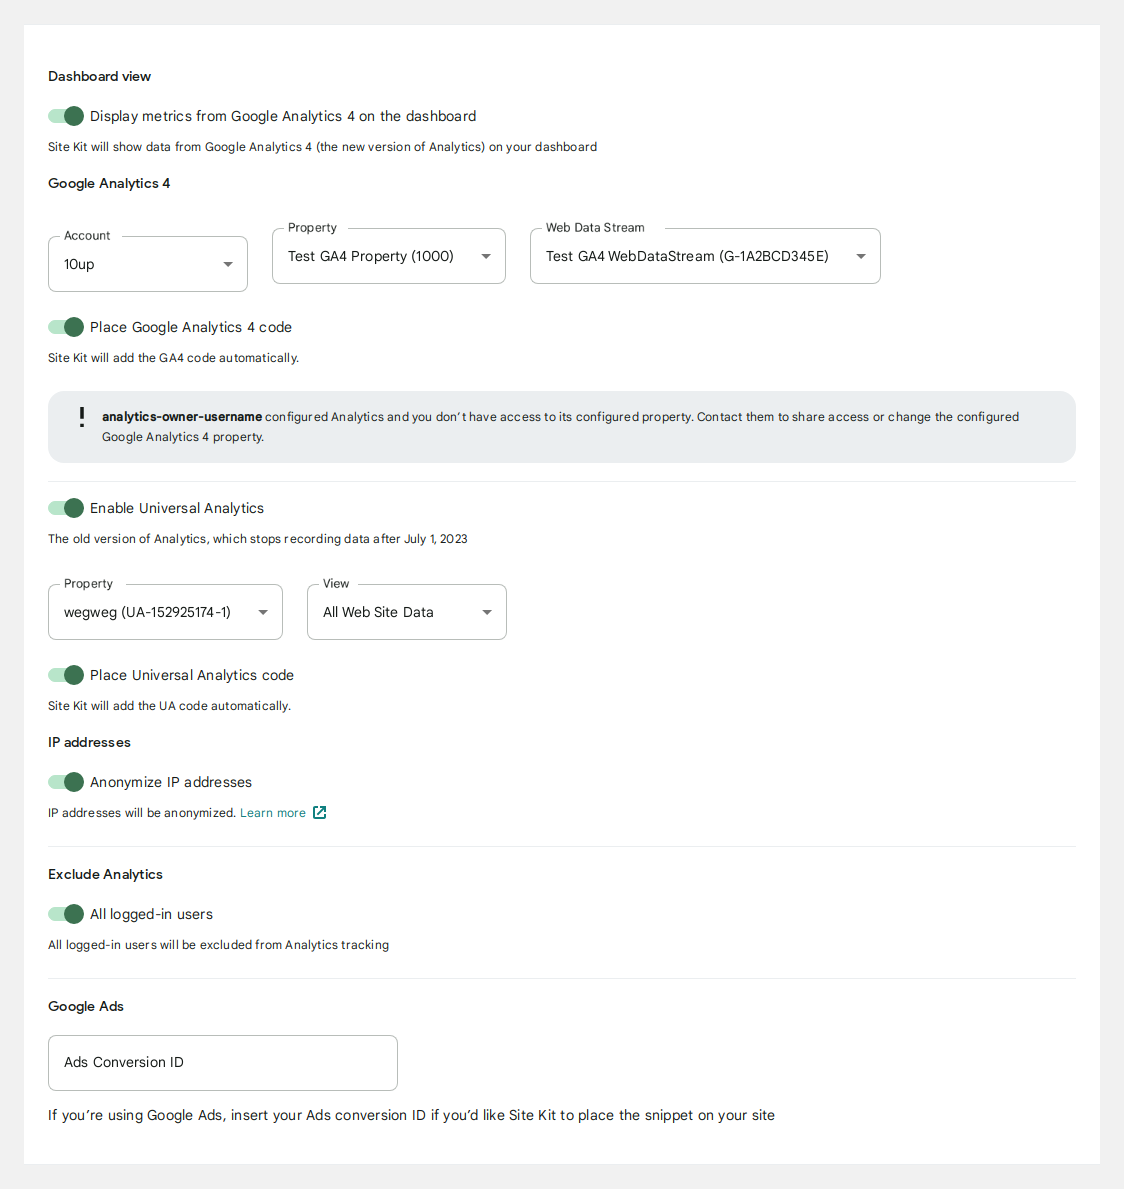 Dashboard view
Display metrics from Google Analytics 4 on the dashboard
Site Kit will show data from Google Analytics 4 (the new version of Analytics) on your dashboard
Google Analytics 4
Account
10up
Property
Test GA4 Property (1000)
Web Data Stream
Test GA4 WebDataStream (G-1A2BCD345E)
Place Google Analytics 4 code
Site Kit will add the GA4 code automatically.
analytics-owner-username configured Analytics and you don't have access to its configured property. Contact them to share access or change the configured
Google Analytics 4 property.
Enable Universal Analytics
The old version of Analytics, which stops recording data after July 1, 2023
Property
wegweg (UA-152925174-1)
View
All Web Site Data
Place Universal Analytics code
Site Kit will add the UA code automatically.
IP addresses
Anonymize IP addresses
IP addresses will be anonymized. Learn more
Exclude Analytics
All logged-in users
All logged-in users will be excluded from Analytics tracking
Google Ads
Ads Conversion ID
If you're using Google Ads, insert your Ads conversion ID if you'd like Site Kit to place the snippet on your site